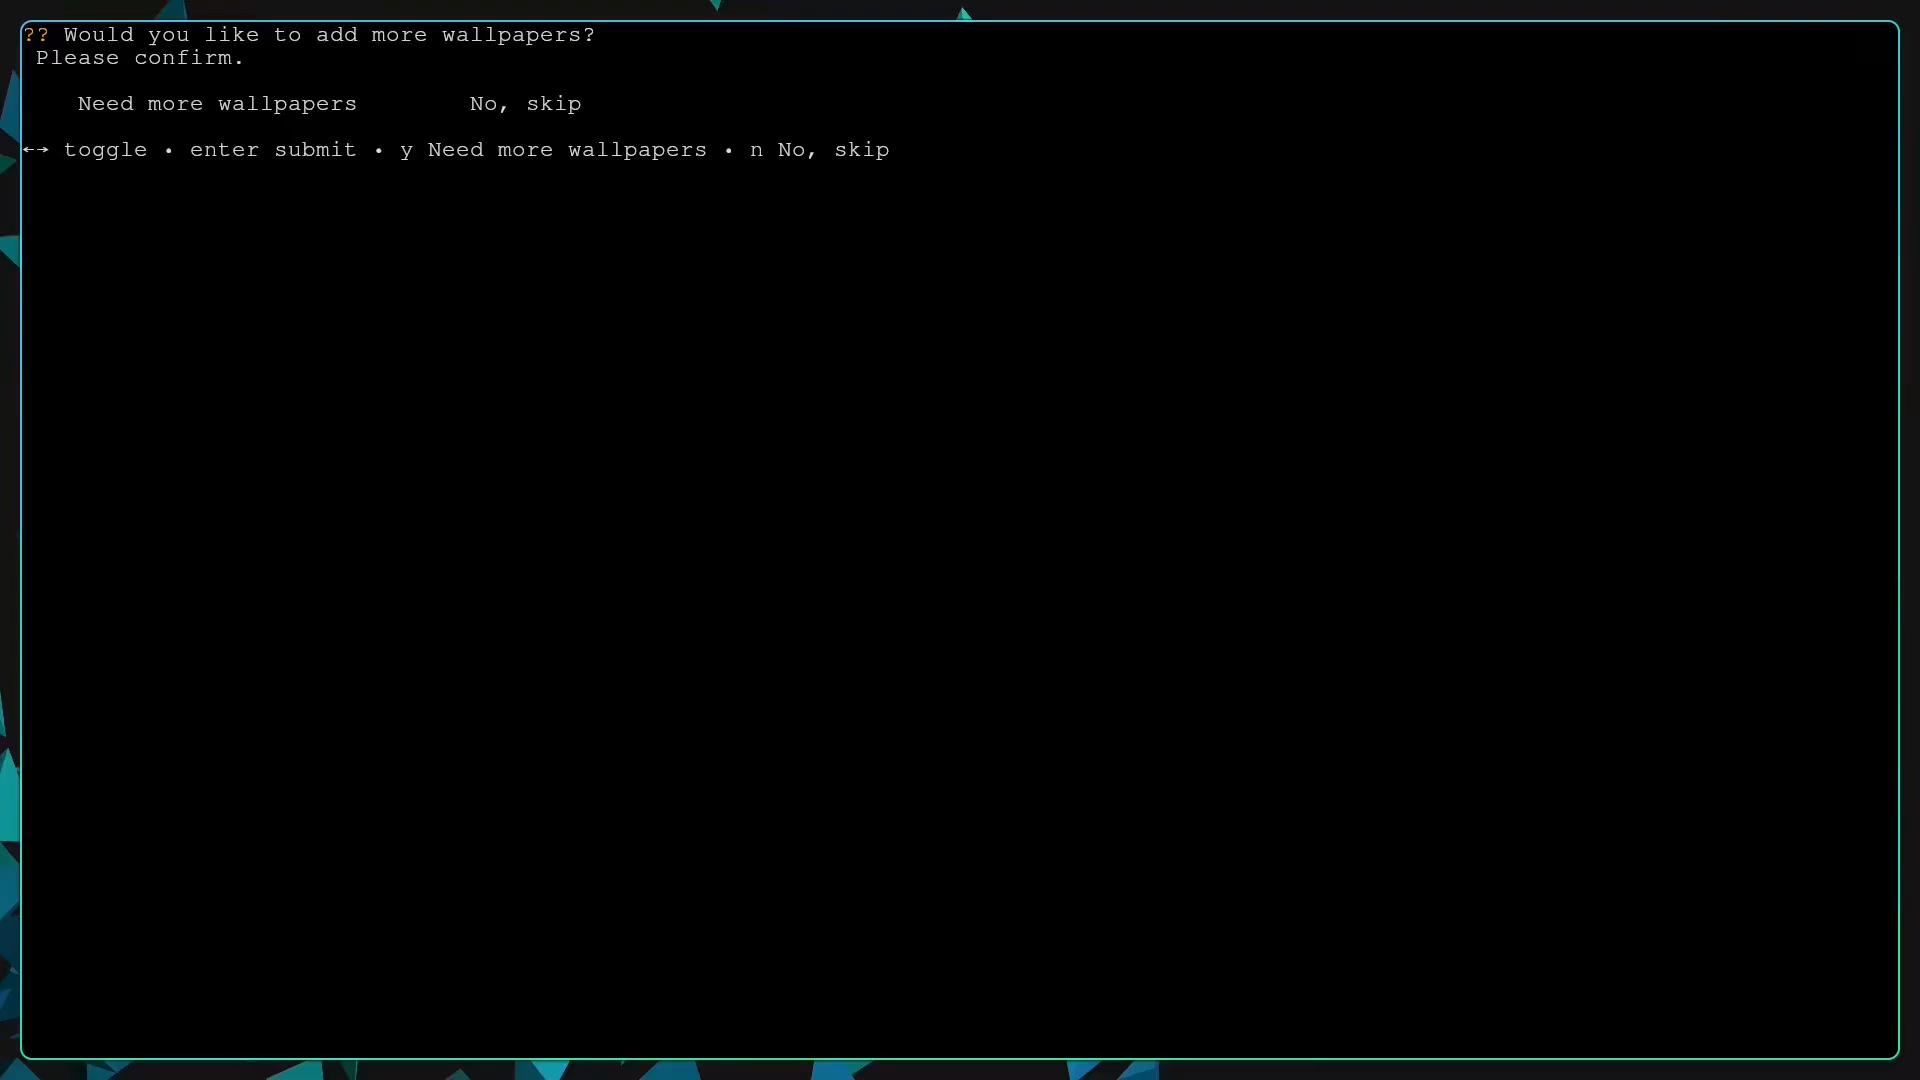 ?? Would you like to add more wallpapers?
Please confirm.
Need more wallpapers No, skip
←→ toggle • enter submit • y Need more wallpapers • n No, skip